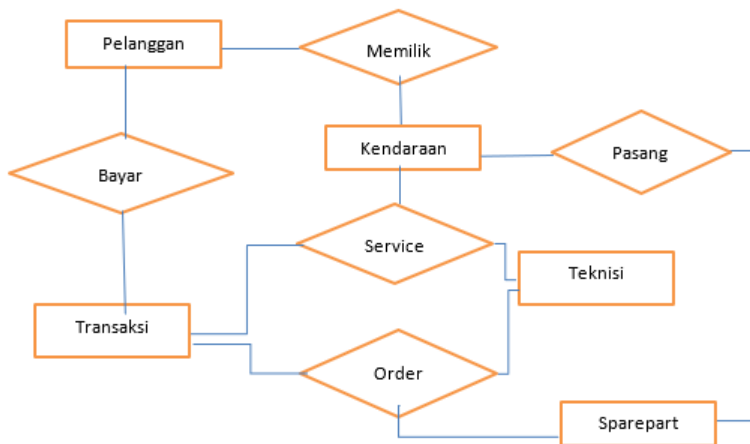 Pelanggan
Memilik
Kendaraan
Pasang
Bayar
Service
Teknisi
Transaksi
Order
Sparepart